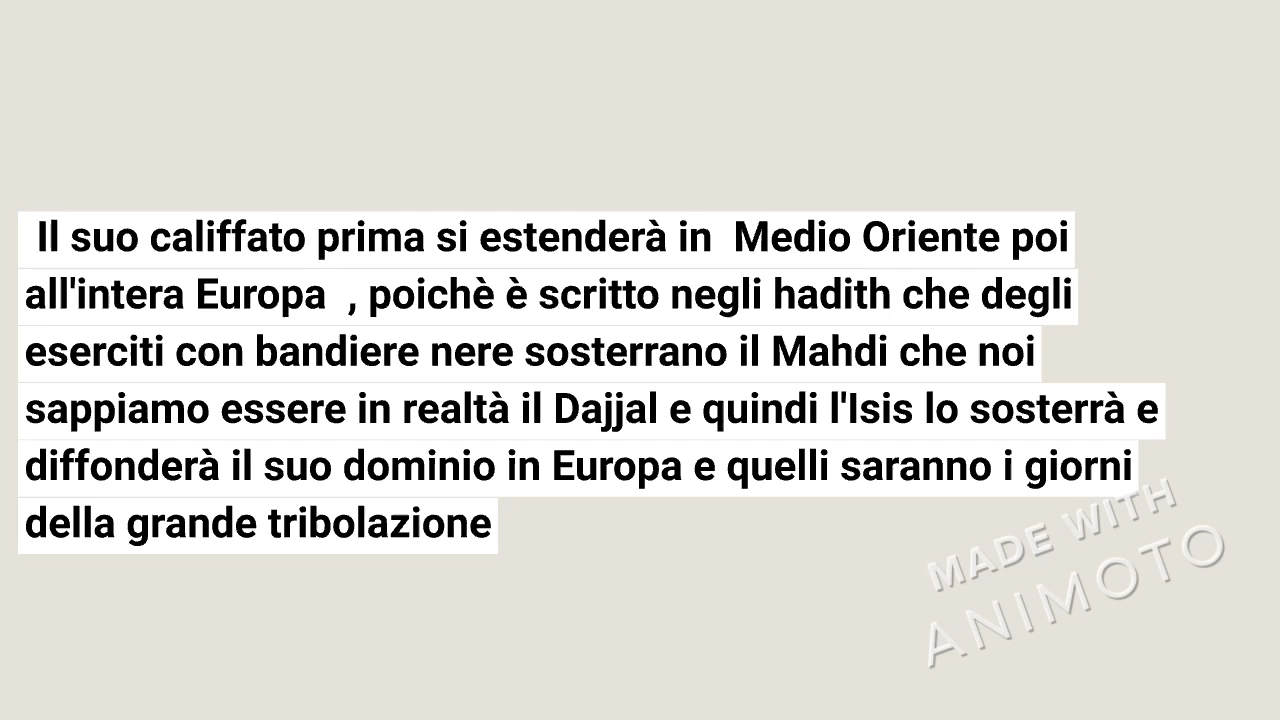 Il suo califfato prima si estenderà in  Medio Oriente poi
all'intera Europa  , poichè è scritto negli hadith che degli
eserciti con bandiere nere sosterrano il Mahdi che noi
sappiamo essere in realtà il Dajjal e quindi l'Isis lo sosterrà e
diffonderà il suo dominio in Europa e quelli saranno i giorni
della grande tribolazione
MADE WITH
ANIMOTO